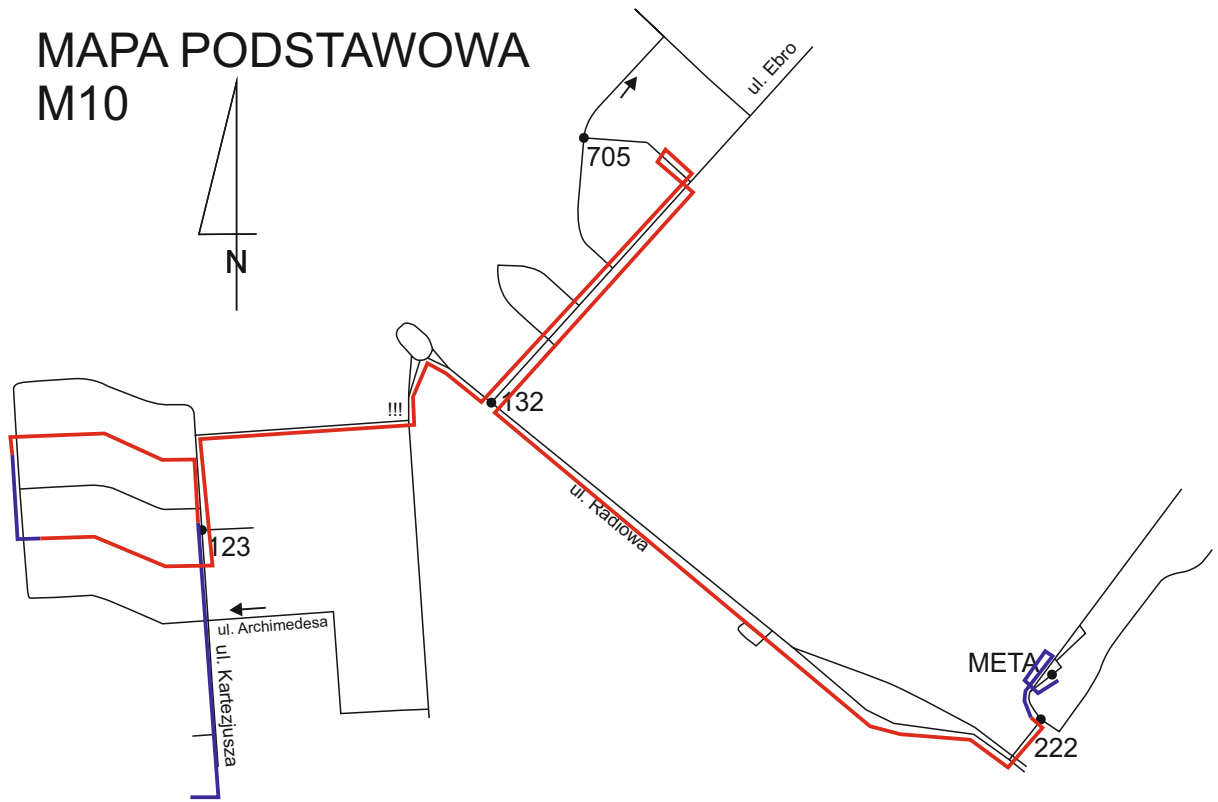 MAPA PODSTAWOWA
M10
N
ul. Ebro
705
!!!
132
ul. Radiowa
123
ul. Archimedesa
ul. Kartezjusza
META
222